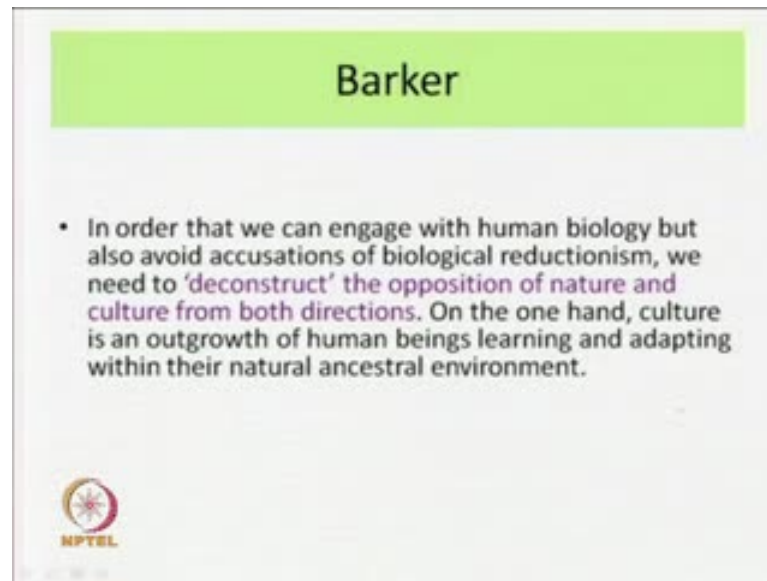 Barker
• In order that we can engage with human biology but
also avoid accusations of biological reductionism, we
need to ‘deconstruct’ the opposition of nature and
culture from both directions. On the one hand, culture
is an outgrowth of human beings learning and adapting
within their natural ancestral environment.
NPTEL